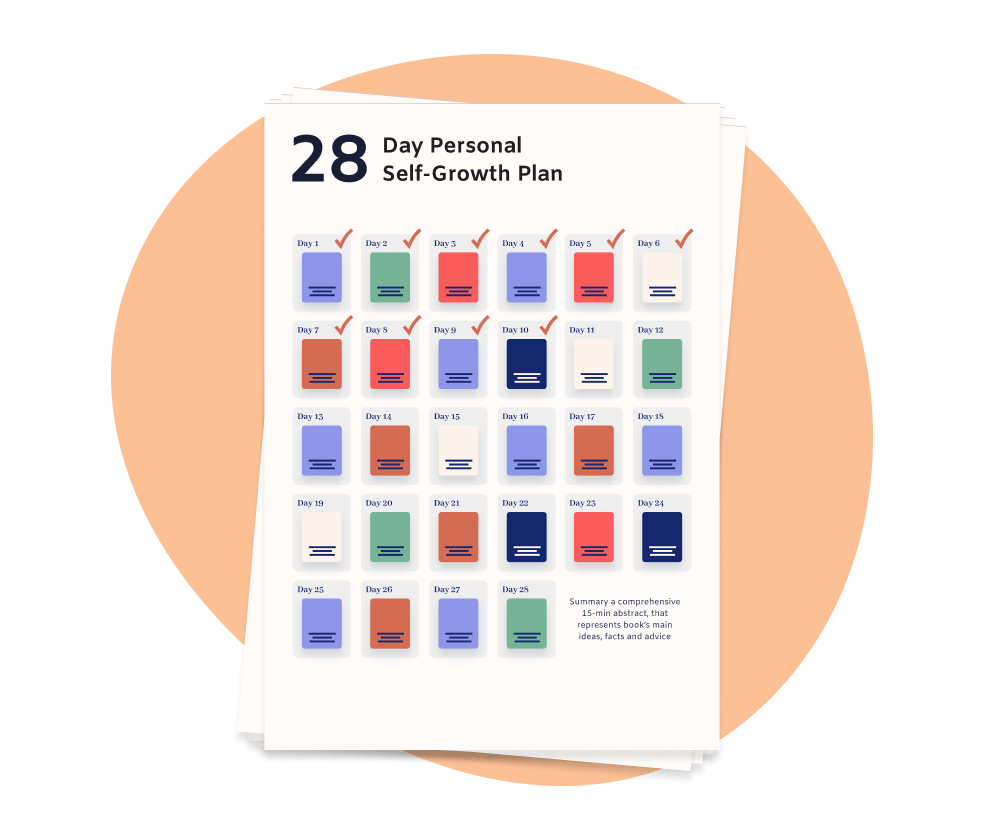 28
Day Personal
Self-Growth Plan
Day 1
Day 2
Day 3
Day 4
Day 5
Day 6
Day 7
Day 8
Day 9
Day 10
Day 11
Day 12
Day 13
Day 14
Day 15
Day 16
Day 17
Day 18
Day 19
Day 20
Day 21
Day 22
Day 23
Day 24
Day 25
Day 26
Day 27
Day 28
Summary a comprehensive
15-min abstract, that
represents book's main
ideas, facts and advice